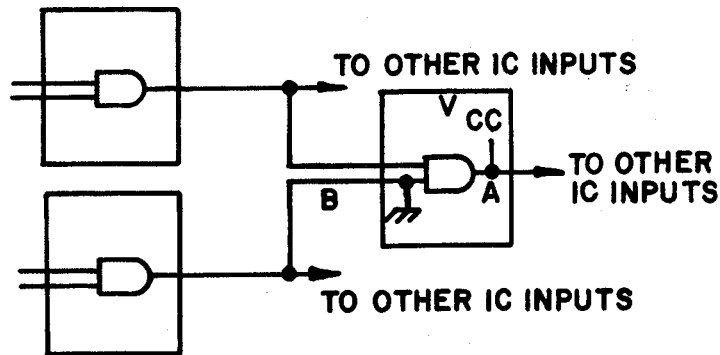 TO OTHER IC INPUTS
V
CC
TO OTHER
IC INPUTS
A
B
TO OTHER IC INPUTS